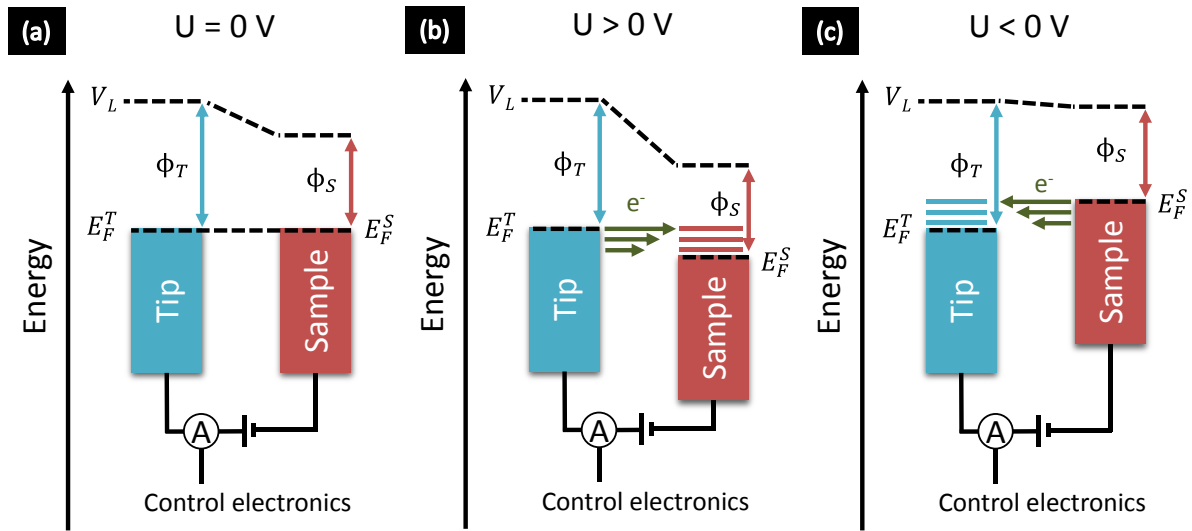 (a)
U = 0 V
V_L
ϕ_T
ϕ_S
E_F^T
E_F^S
Energy
Tip
Sample
A
Control electronics
(b)
U > 0 V
V_L
ϕ_T
e⁻
ϕ_S
E_F^T
E_F^S
Energy
Tip
Sample
A
Control electronics
(c)
U < 0 V
V_L
ϕ_T
e⁻
ϕ_S
E_F^T
E_F^S
Energy
Tip
Sample
A
Control electronics